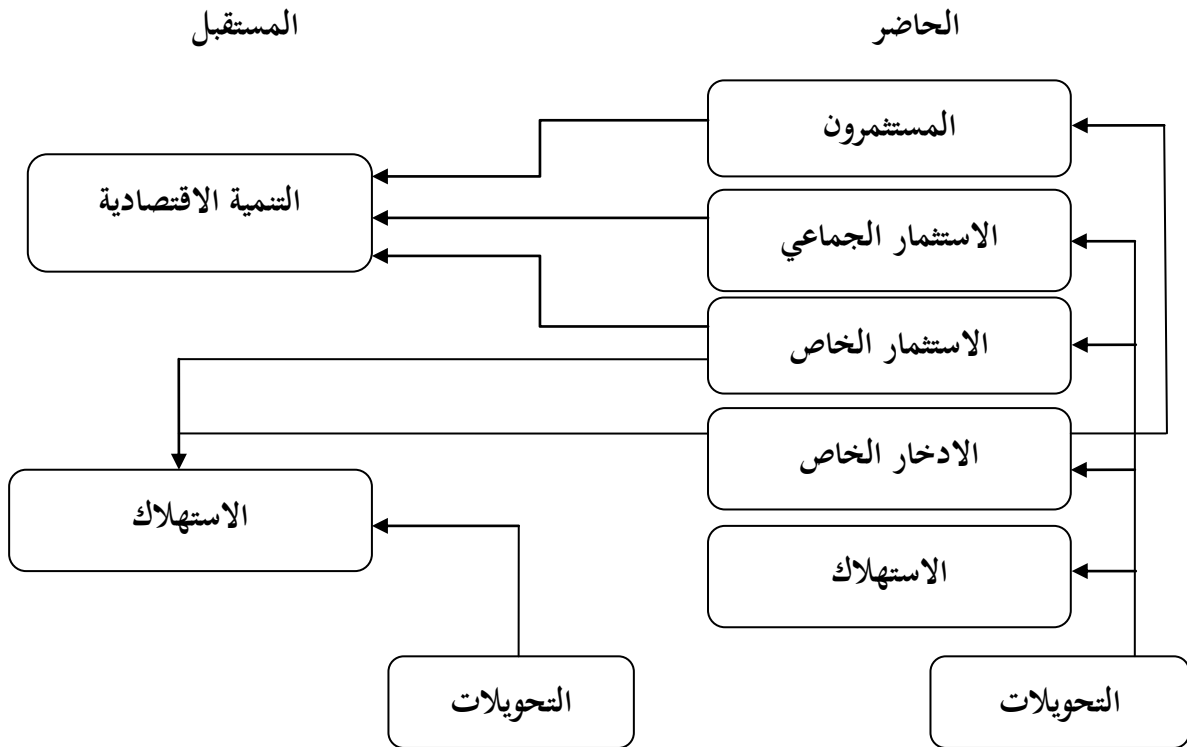 الحاضر
المستقبل
المستثمرون
التنمية الاقتصادية
الاستثمار الجماعي
الاستثمار الخاص
الادخار الخاص
الاستهلاك
الاستهلاك
التحويلات
التحويلات